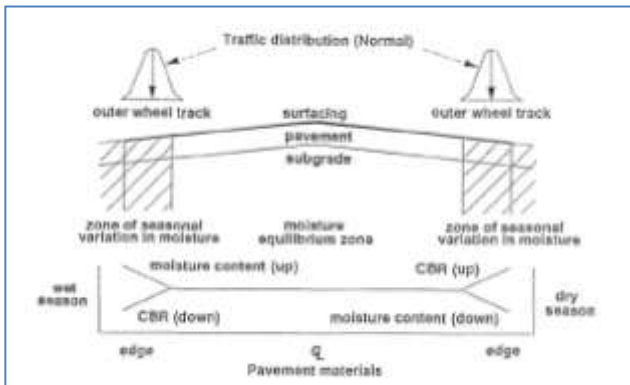 Traffic distribution (Normal)
outer wheel track
surfacing
outer wheel track
pavement
subgrade
zone of seasonal
variation in moisture
moisture
equilibrium zone
zone of seasonal
variation in moisture
moisture content (up)
CBR (up)
wet
season
dry
season
CBR (down)
moisture content (down)
edge
℄
edge
Pavement materials